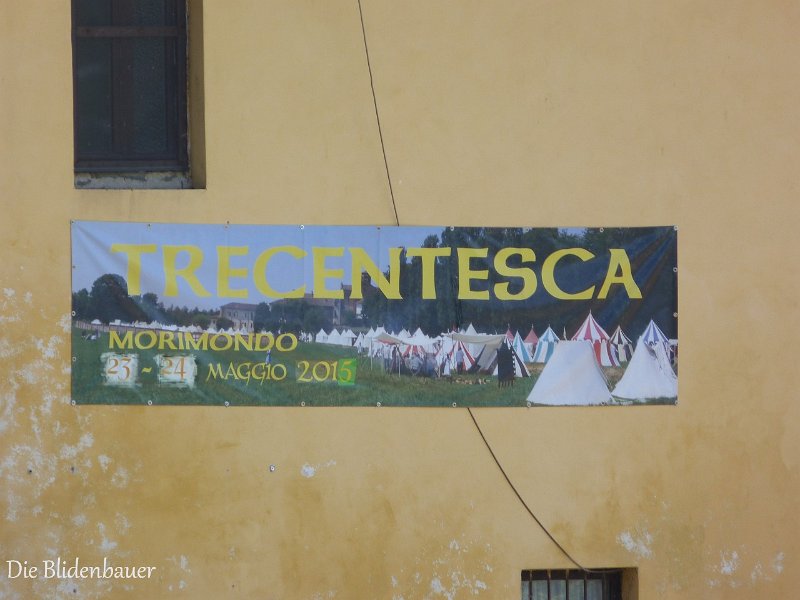 TRECENTESCA
MORIMONDO
23 - 24 MAGGIO 2015
Die Blidenbauer